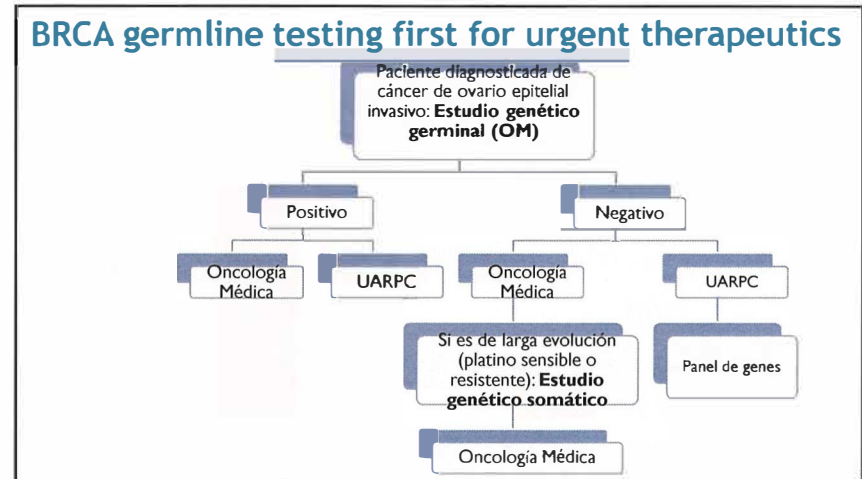 BRCA germline testing first for urgent therapeutics
Paciente diagnosticada de
cáncer de ovario epitelial
invasivo: Estudio genético
germinal (OM)
Positivo
Negativo
Oncología
Médica
UARPC
Oncología
Médica
UARPC
Si es de larga evolución
(platino sensible o
resistente): Estudio
genético somático
Panel de genes
Oncología Médica